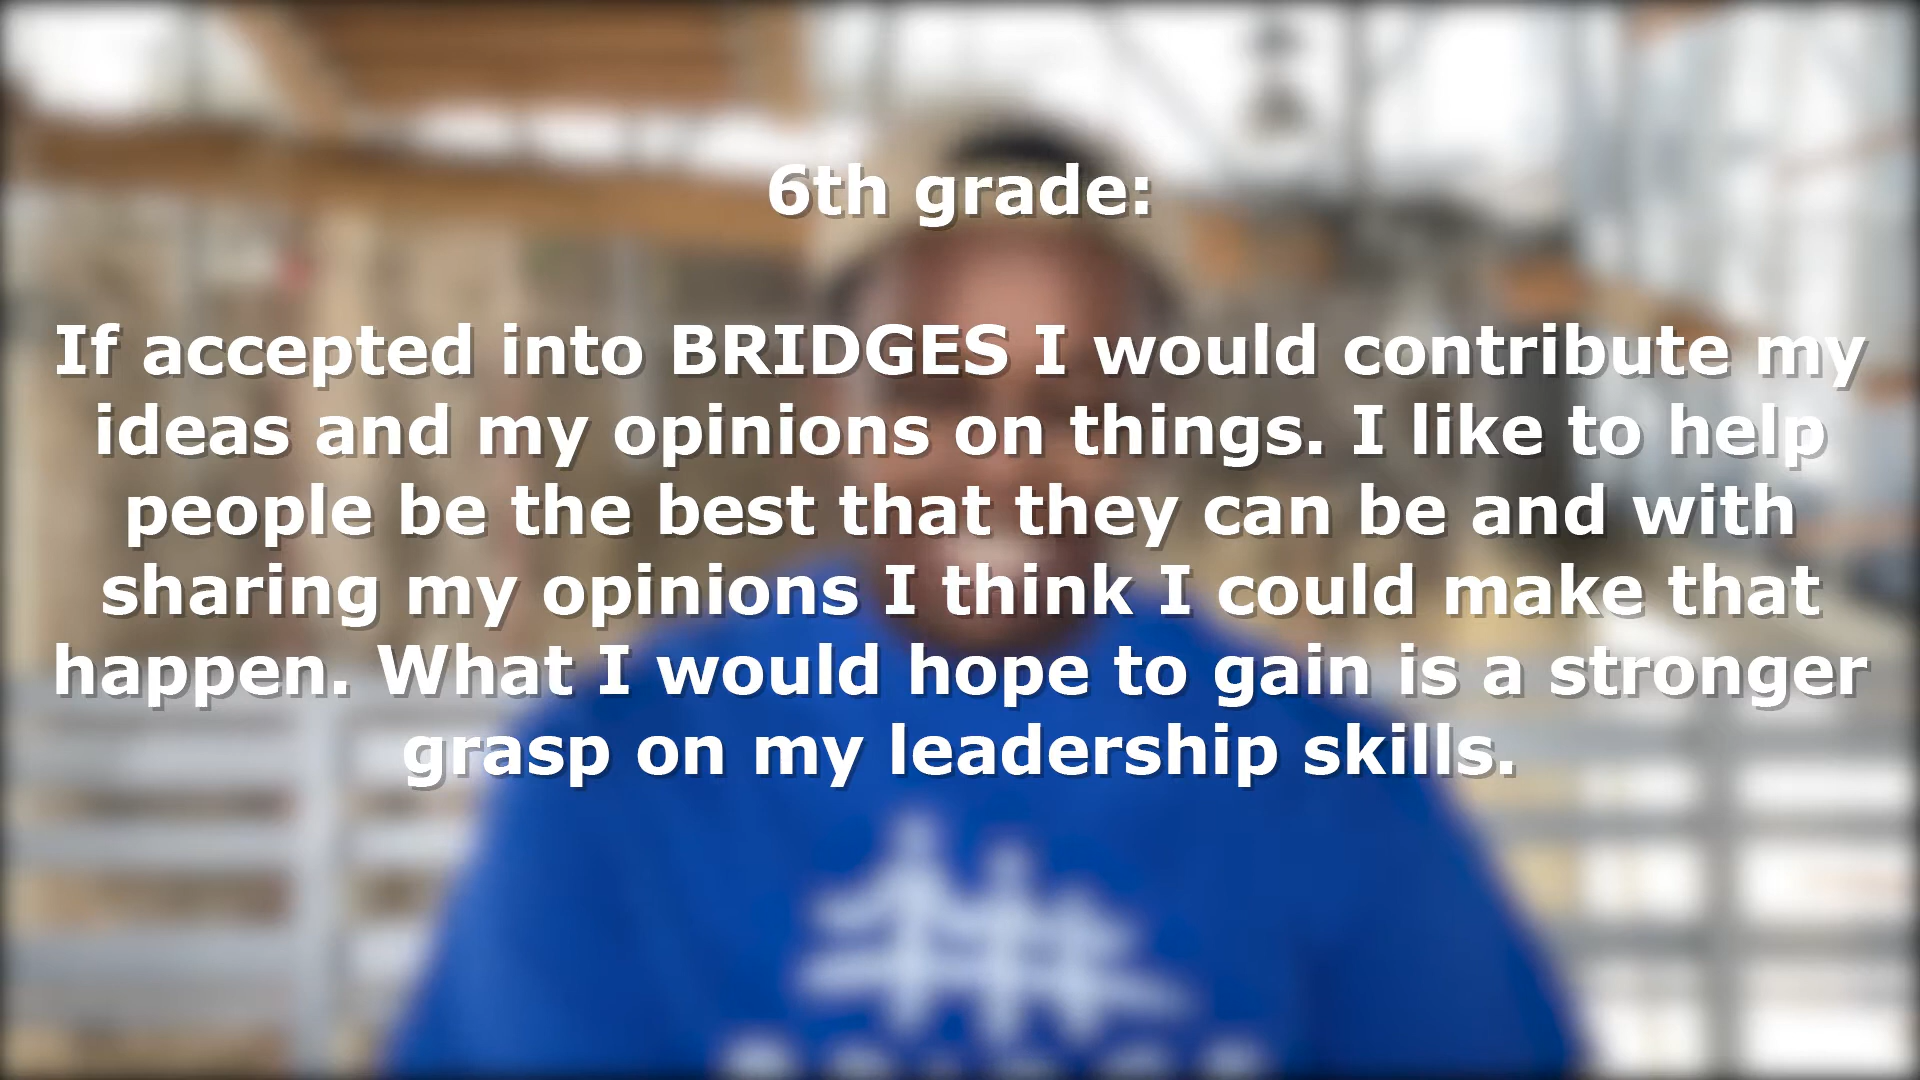 6th grade:
If accepted into BRIDGES I would contribute my
ideas and my opinions on things. I like to help
people be the best that they can be and with
sharing my opinions I think I could make that
happen. What I would hope to gain is a stronger
grasp on my leadership skills.